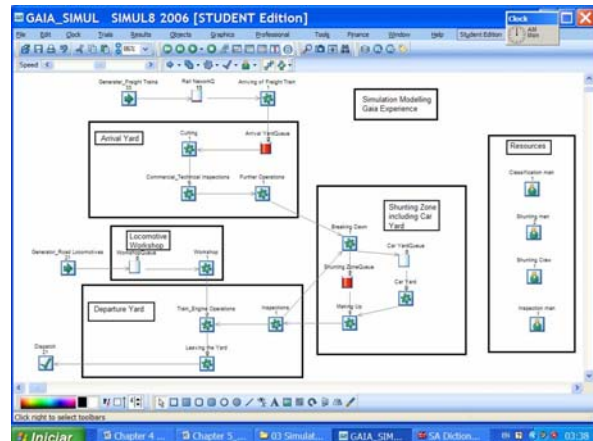 GAIA_SIMUL SIMUL8 2006 [STUDENT Edition]
Clock
File Edit Clock Trials Results Objects Graphics Professional Tools Finance Window Help Student Edition
Speed
Generator_Freight Trains
Rail NetworkQ
Arriving of Freight Train
Simulation Modelling
Gaia Experience
Arrival Yard
Cutting
Arrival YardQueue
Commercial_Technical Inspections
Further Operations
Locomotive
Workshop
Generator_Road Locomotives
WorkshopQueue
Workshop
Departure Yard
Train_Engine Operations
Inspections
Leaving the Yard
Dispatch
21
Shunting Zone
including Car
Yard
Breaking Down
Car YardQueue
Shunting ZoneQueue
Car Yard
Making Up
Resources
Classification man
Shunting man
Shunting Crew
Inspection man
Click right to select toolbars
Iniciar
Chapter 4 ...
Chapter 5_...
03 Simulat...
GAIA_SIM...
SA Diction...
EN
03:38